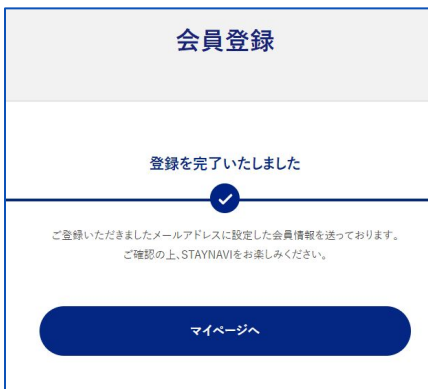 会員登録
登録を完了いたしました
ご登録いただきましたメールアドレスに設定した会員情報を送っております。
ご確認の上、STAYNAVIをお楽しみください。
マイページへ